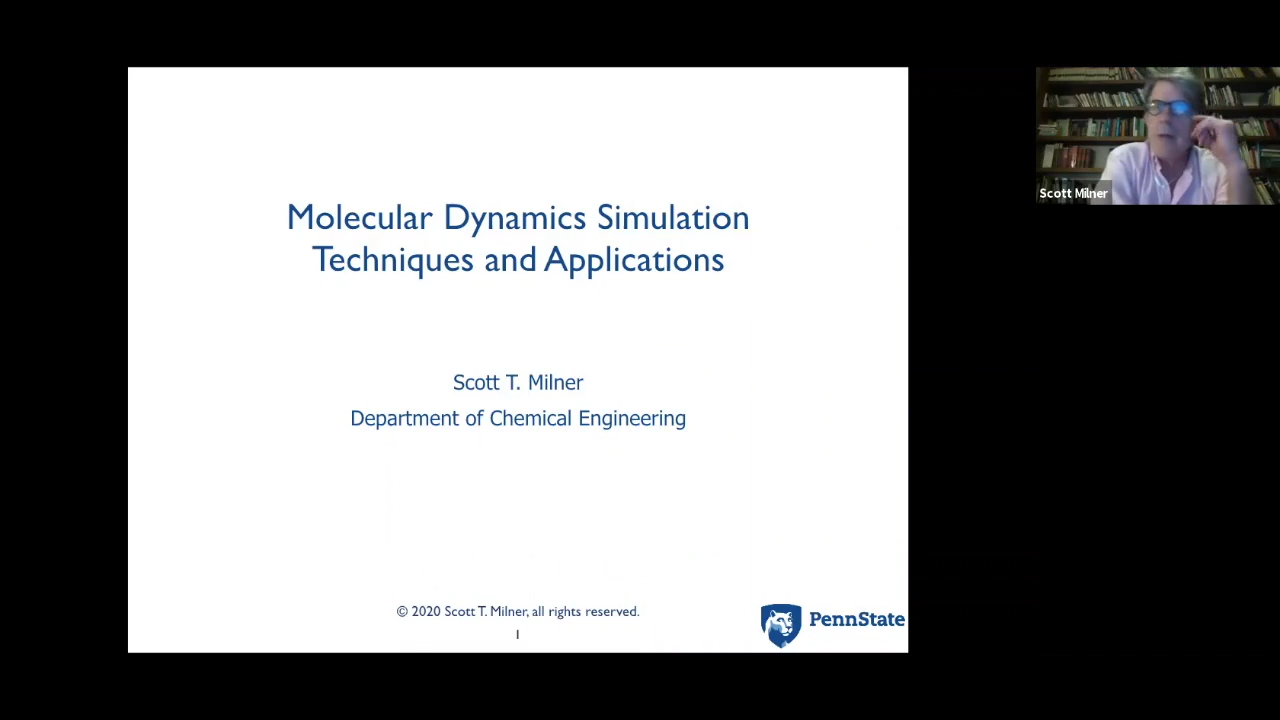 Molecular Dynamics Simulation
Techniques and Applications
Scott T. Milner
Department of Chemical Engineering
© 2020 Scott T. Milner, all rights reserved.
1
PennState
Scott Milner